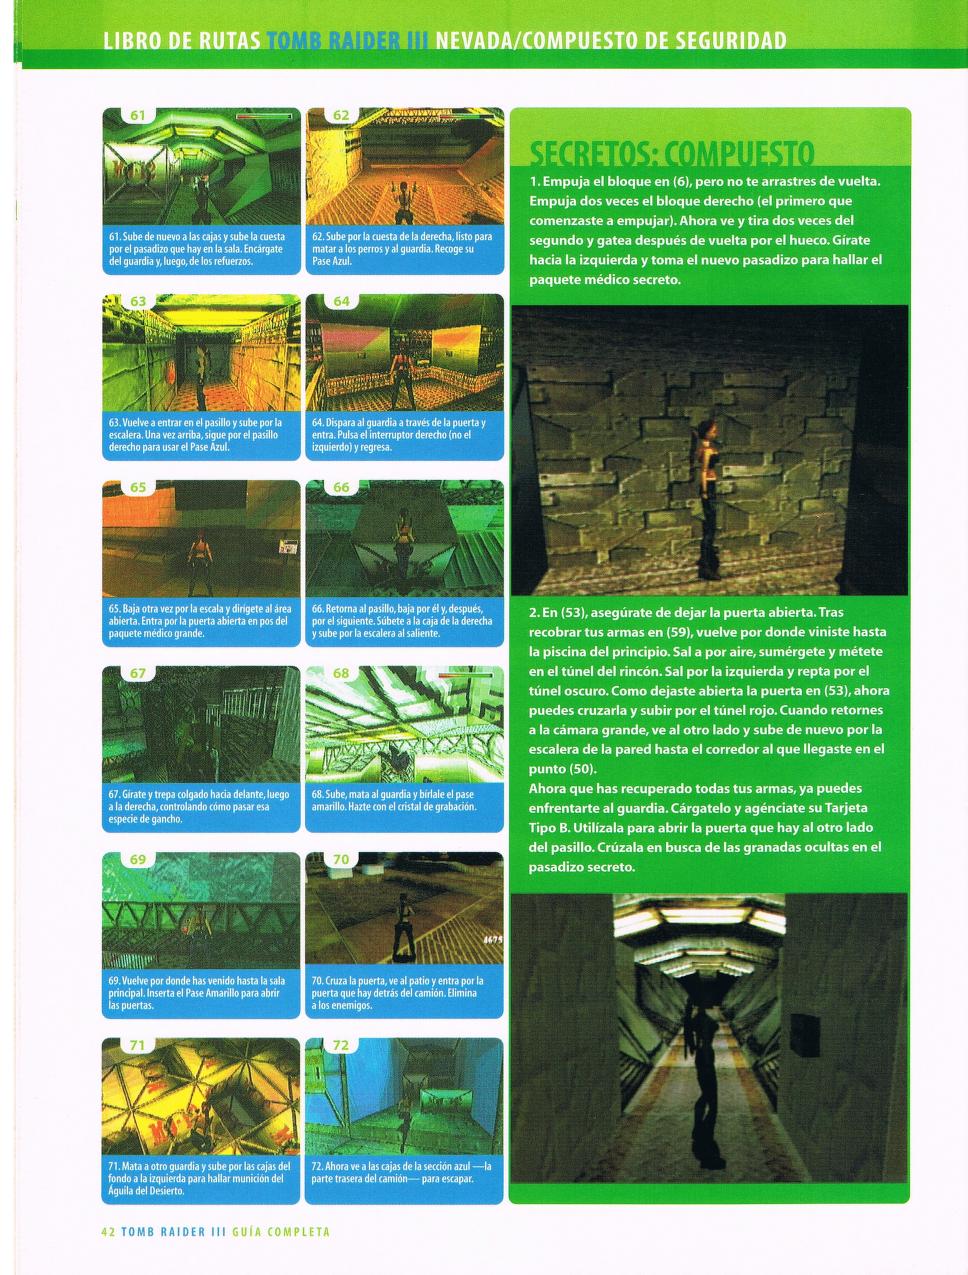 LIBRO DE RUTAS TOMB RAIDER III NEVADA/COMPUESTO DE SEGURIDAD
61
61. Sube de nuevo a las cajas y sube la cuesta
por el pasadizo que hay en la sala. Encárgate
del guardia y, luego, de los refuerzos.
62
62. Sube por la cuesta de la derecha, listo para
matar a los perros y al guardia. Recoge su
Pase Azul.
63
63. Vuelve a entrar en el pasillo y sube por la
escalera. Una vez arriba, sigue por el pasillo
derecho para usar el Pase Azul.
64
64. Dispara al guardia a través de la puerta y
entra. Pulsa el interruptor derecho (no el
izquierdo) y regresa.
65
65. Baja otra vez por la escala y dirígete al área
abierta. Entra por la puerta abierta en pos del
paquete médico grande.
66
66. Retorna al pasillo, baja por él y, después,
por el siguiente. Súbete a la caja de la derecha
y sube por la escalera al saliente.
67
67. Gírate y trepa colgado hacia delante, luego
a la derecha, controlando cómo pasar esa
especie de gancho.
68
68. Sube, mata al guardia y bírlale el pase
amarillo. Hazte con el cristal de grabación.
69
69. Vuelve por donde has venido hasta la sala
principal. Inserta el Pase Amarillo para abrir
las puertas.
70
4675
70. Cruza la puerta, ve al patio y entra por la
puerta que hay detrás del camión. Elimina
a los enemigos.
71
71. Mata a otro guardia y sube por las cajas del
fondo a la izquierda para hallar munición del
Águila del Desierto.
72
72. Ahora ve a las cajas de la sección azul —la
parte trasera del camión— para escapar.
SECRETOS: COMPUESTO
1. Empuja el bloque en (6), pero no te arrastres de vuelta.
Empuja dos veces el bloque derecho (el primero que
comenzaste a empujar). Ahora ve y tira dos veces del
segundo y gatea después de vuelta por el hueco. Gírate
hacia la izquierda y toma el nuevo pasadizo para hallar el
paquete médico secreto.
2. En (53), asegúrate de dejar la puerta abierta. Tras
recobrar tus armas en (59), vuelve por donde viniste hasta
la piscina del principio. Sal a por aire, sumérgete y métete
en el túnel del rincón. Sal por la izquierda y repta por el
túnel oscuro. Como dejaste abierta la puerta en (53), ahora
puedes cruzarla y subir por el túnel rojo. Cuando retornes
a la cámara grande, ve al otro lado y sube de nuevo por la
escalera de la pared hasta el corredor al que llegaste en el
punto (50).
Ahora que has recuperado todas tus armas, ya puedes
enfrentarte al guardia. Cárgatelo y agénciate su Tarjeta
Tipo B. Utilízala para abrir la puerta que hay al otro lado
del pasillo. Crúzala en busca de las granadas ocultas en el
pasadizo secreto.
42 TOMB RAIDER III GUÍA COMPLETA